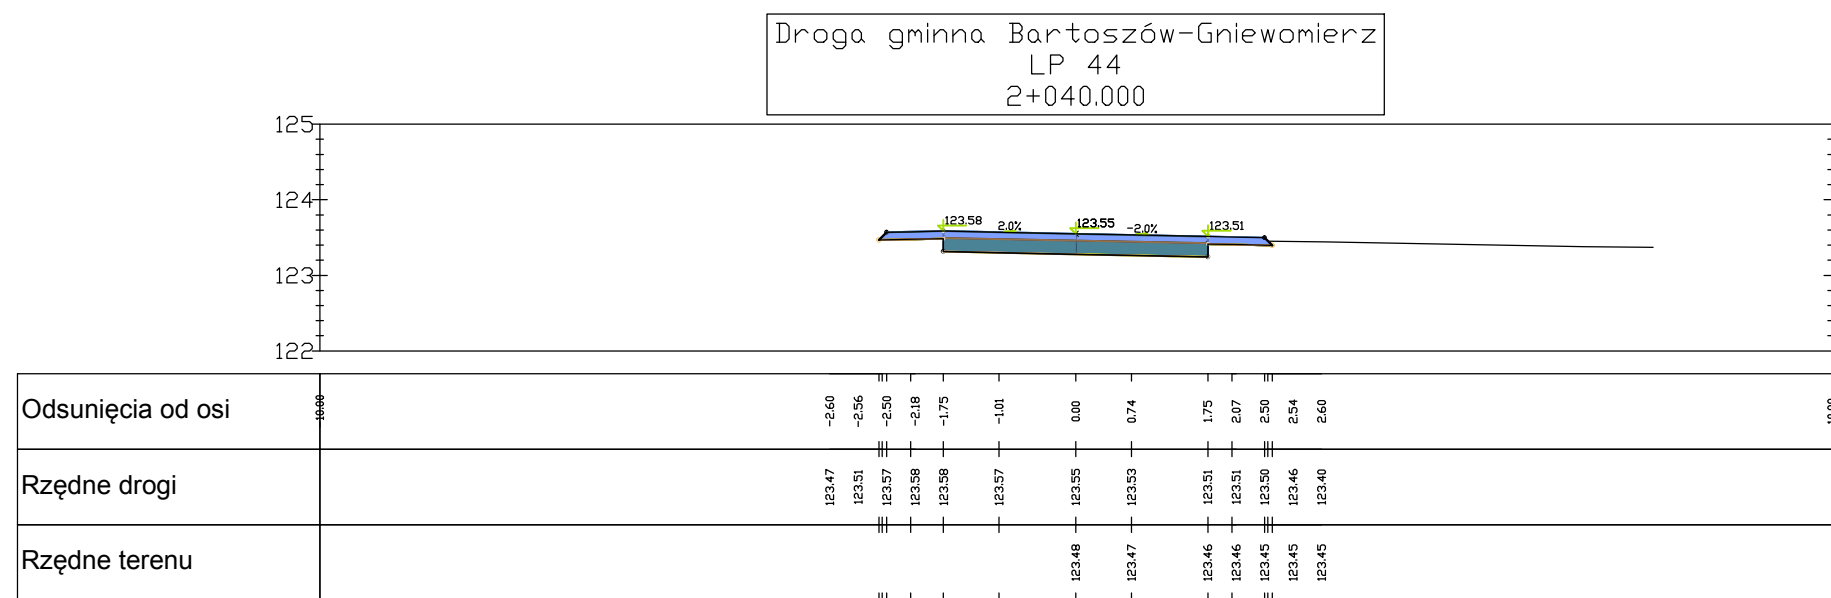 Droga gminna Bartoszów-Gniewomierz
LP 44
2+040.000
125
124
123
122
123.58
2.0%
123.55
-2.0%
123.51
Odsunięcia od osi
-2.60 -2.56 -2.50 -2.18 -1.75 -1.01 0.00 0.74 1.75 2.07 2.50 2.54 2.60
Rzędne drogi
123.47 123.51 123.57 123.58 123.58 123.57 123.55 123.53 123.51 123.51 123.50 123.46 123.40
Rzędne terenu
123.48 123.47 123.46 123.46 123.45 123.45 123.45